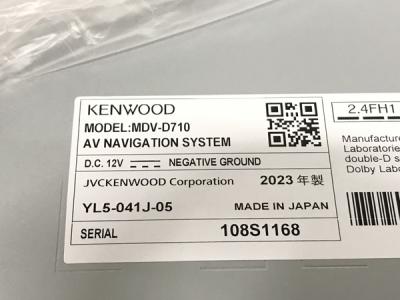 KENWOOD
MODEL:MDV-D710
AV NAVIGATION SYSTEM
D.C. 12V NEGATIVE GROUND
JVCKENWOOD Corporation 2023 年製
YL5-041J-05 MADE IN JAPAN
SERIAL 108S1168
2.4FH1
Manufacture
Laboratorie
double-D s
Dolby Labo